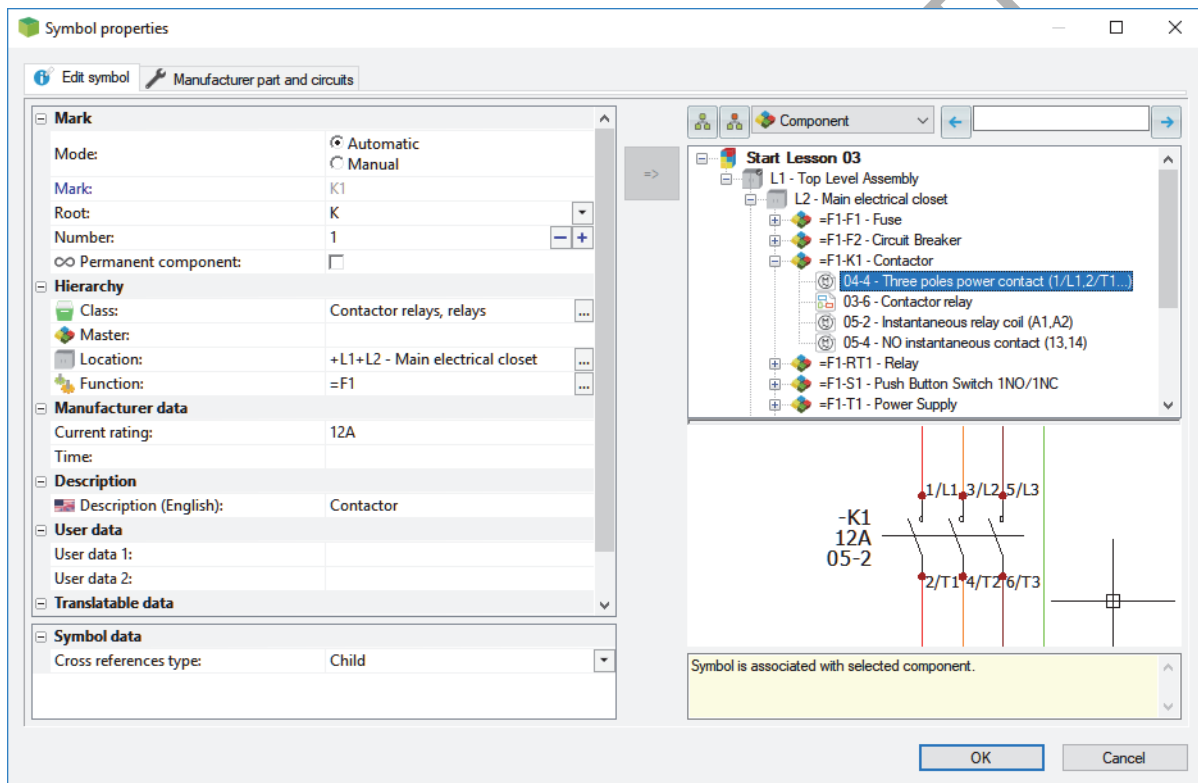 Symbol properties
Edit symbol
Manufacturer part and circuits
Mark
Mode:
Automatic
Manual
Mark: K1
Root: K
Number: 1
Permanent component:
Hierarchy
Class: Contactor relays, relays ...
Master:
Location: +L1+L2 - Main electrical closet ...
Function: =F1 ...
Manufacturer data
Current rating: 12A
Time:
Description
Description (English): Contactor
User data
User data 1:
User data 2:
Translatable data
Symbol data
Cross references type: Child
=>
Component
Start Lesson 03
L1 - Top Level Assembly
L2 - Main electrical closet
=F1-F1 - Fuse
=F1-F2 - Circuit Breaker
=F1-K1 - Contactor
04-4 - Three poles power contact (1/L1,2/T1...)
03-6 - Contactor relay
05-2 - Instantaneous relay coil (A1,A2)
05-4 - NO instantaneous contact (13,14)
=F1-RT1 - Relay
=F1-S1 - Push Button Switch 1NO/1NC
=F1-T1 - Power Supply
1/L1 3/L2 5/L3
-K1
12A
05-2
2/T1 4/T2 6/T3
Symbol is associated with selected component.
OK
Cancel